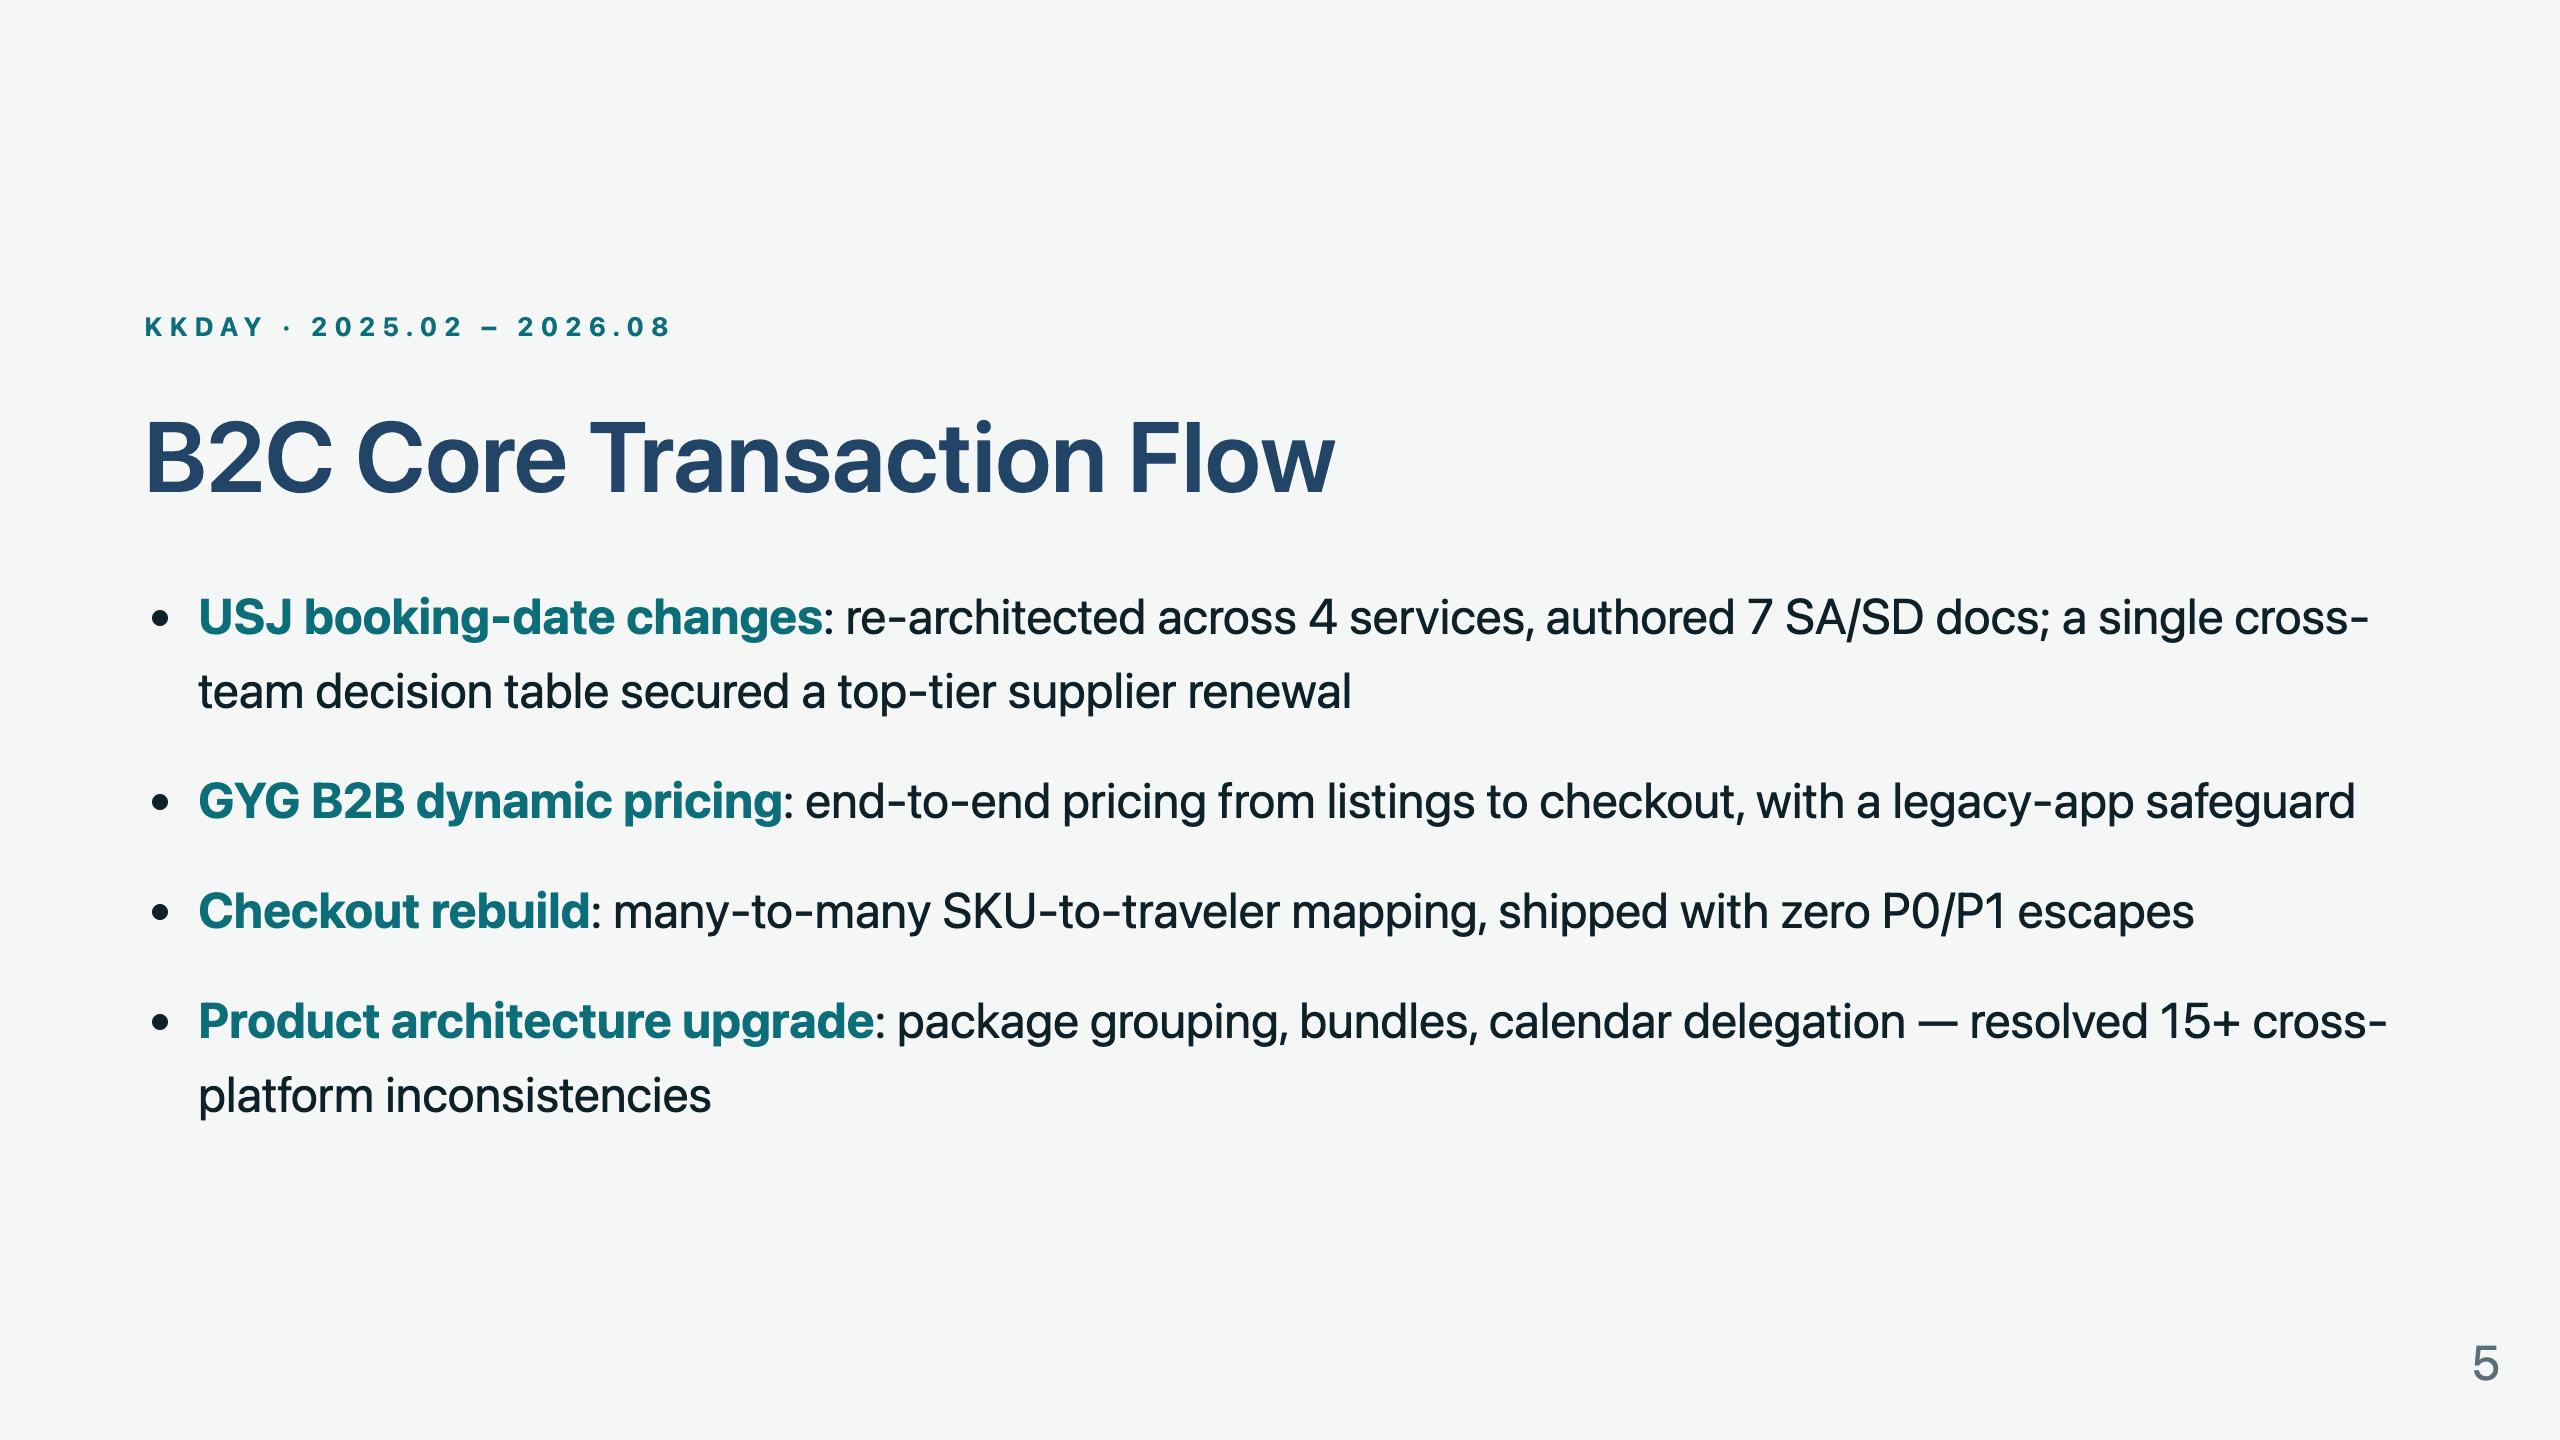 KKDAY · 2025.02 – 2026.08
B2C Core Transaction Flow
• USJ booking-date changes: re-architected across 4 services, authored 7 SA/SD docs; a single cross-
team decision table secured a top-tier supplier renewal
• GYG B2B dynamic pricing: end-to-end pricing from listings to checkout, with a legacy-app safeguard
• Checkout rebuild: many-to-many SKU-to-traveler mapping, shipped with zero P0/P1 escapes
• Product architecture upgrade: package grouping, bundles, calendar delegation — resolved 15+ cross-
platform inconsistencies
5